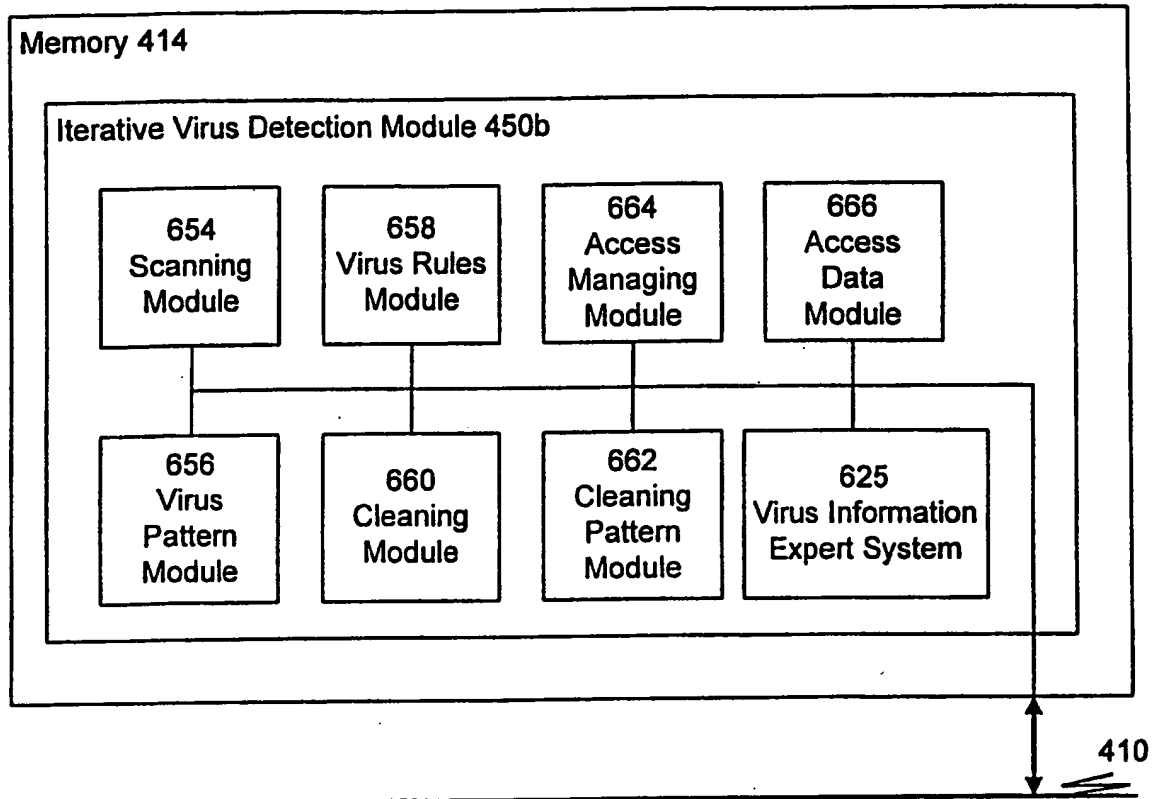 Memory 414
Iterative Virus Detection Module 450b
654
Scanning
Module
658
Virus Rules
Module
664
Access
Managing
Module
666
Access
Data
Module
656
Virus
Pattern
Module
660
Cleaning
Module
662
Cleaning
Pattern
Module
625
Virus Information
Expert System
410